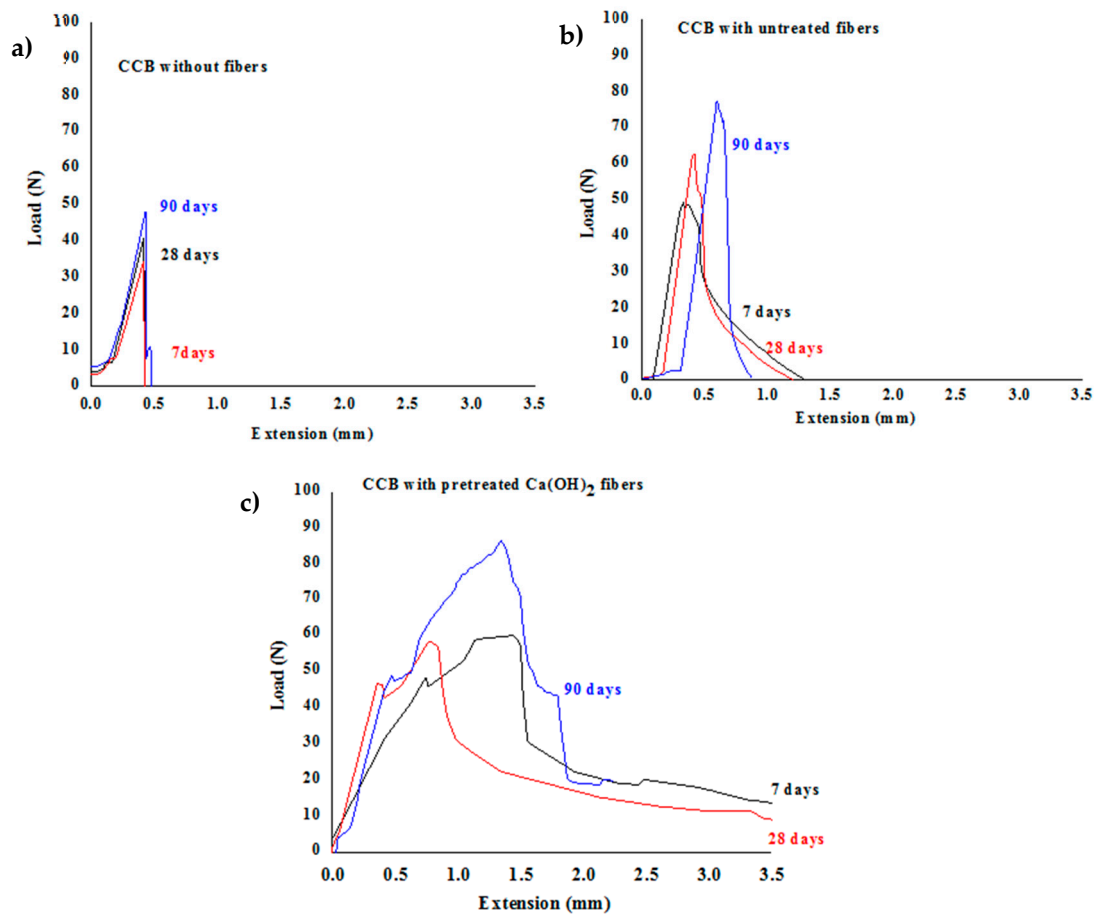 a)
CCB without fibers
100
90
80
70
60
50
40
30
20
10
0
Load (N)
90 days
28 days
7days
0.0 0.5 1.0 1.5 2.0 2.5 3.0 3.5
Extension (mm)
b)
CCB with untreated fibers
100
90
80
70
60
50
40
30
20
10
0
Load (N)
90 days
7 days
28 days
0.0 0.5 1.0 1.5 2.0 2.5 3.0 3.5
Extension (mm)
c)
CCB with pretreated Ca(OH)2 fibers
100
90
80
70
60
50
40
30
20
10
0
Load (N)
90 days
7 days
28 days
0.0 0.5 1.0 1.5 2.0 2.5 3.0 3.5
Extension (mm)